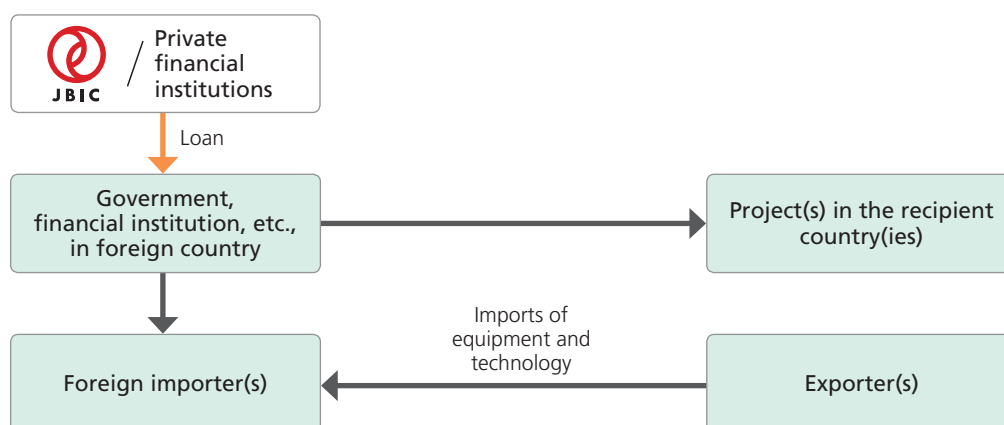 JBIC
/ Private
financial
institutions
Loan
Government,
financial institution, etc.,
in foreign country
Project(s) in the recipient
country(ies)
Imports of
equipment and
technology
Foreign importer(s)
Exporter(s)